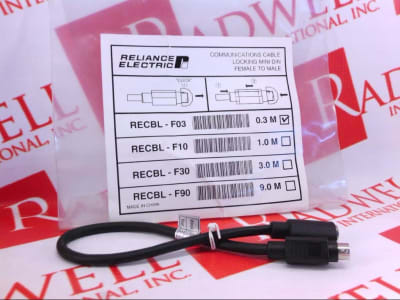 RELIANCE
ELECTRIC
COMMUNICATIONS CABLE
LOCKING MINI DIN
FEMALE TO MALE
"CLICK"
RECBL - F03 0.3 M
RECBL - F10 1.0 M
RECBL - F30 3.0 M
RECBL - F90 9.0 M
MADE IN CHINA
RADWELL
INTERNATIONAL, INC.